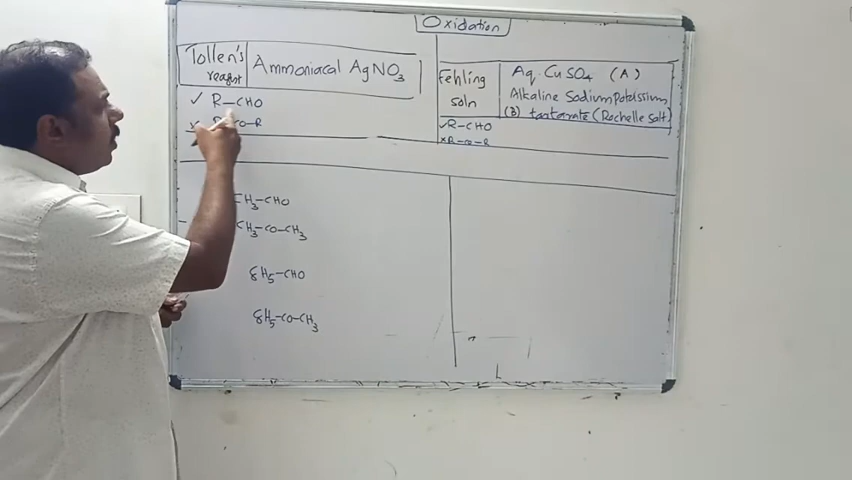 Oxidation
Tollen's
reagent
Ammoniacal AgNO3
✓ R-CHO
CO-R
Fehling
soln
Aq. CuSO4 (A)
Alkaline Sodium Potassium
(B) tartarate (Rochelle salt)
✓R-CHO
×R-CO-R
CH3-CHO
CH3-CO-CH3
C6H5-CHO
C6H5-CO-CH3